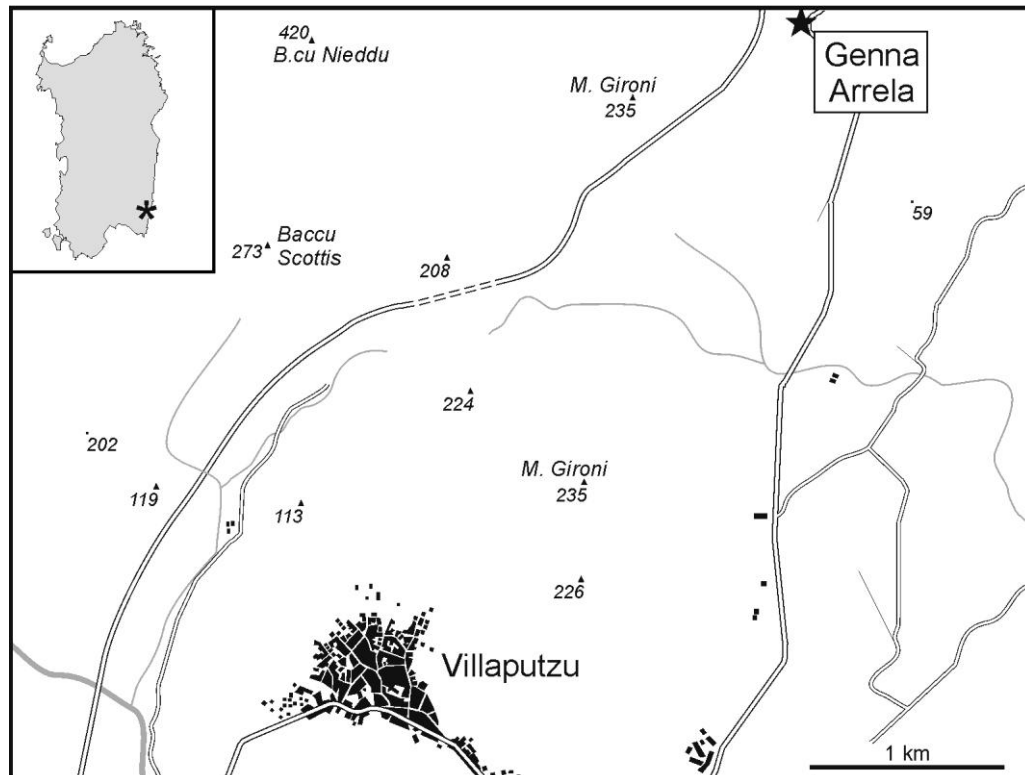 420
B.cu Nieddu
M. Gironi
235
Genna
Arrela
59
273
Baccu
Scottis
208
224
202
119
113
M. Gironi
235
226
Villaputzu
1 km